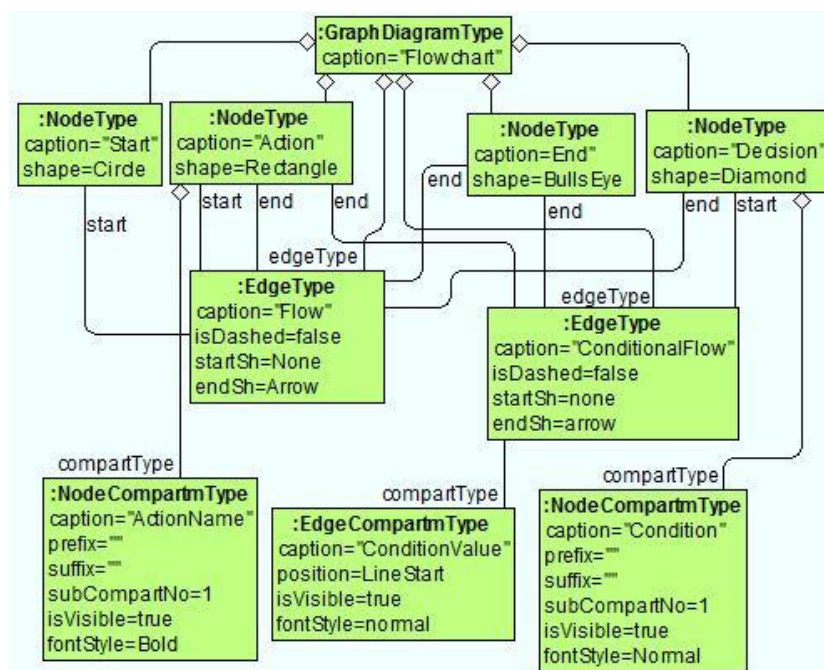 :GraphDiagramType
caption="Flowchart"
:NodeType
caption="Start"
shape=Circle
:NodeType
caption="Action"
shape=Rectangle
:NodeType
caption=End"
shape=BullsEye
:NodeType
caption="Decision"
shape=Diamond
start
start
end
end
end
end
end
start
edgeType
:EdgeType
caption="Flow"
isDashed=false
startSh=None
endSh=Arrow
edgeType
:EdgeType
caption="ConditionalFlow"
isDashed=false
startSh=none
endSh=arrow
compartType
:NodeCompartmType
caption="ActionName"
prefix=""
suffix=""
subCompartNo=1
isVisible=true
fontStyle=Bold
compartType
:EdgeCompartmType
caption="ConditionValue"
position=LineStart
isVisible=true
fontStyle=normal
compartType
:NodeCompartmType
caption="Condition"
prefix=""
suffix=""
subCompartNo=1
isVisible=true
fontStyle=Normal